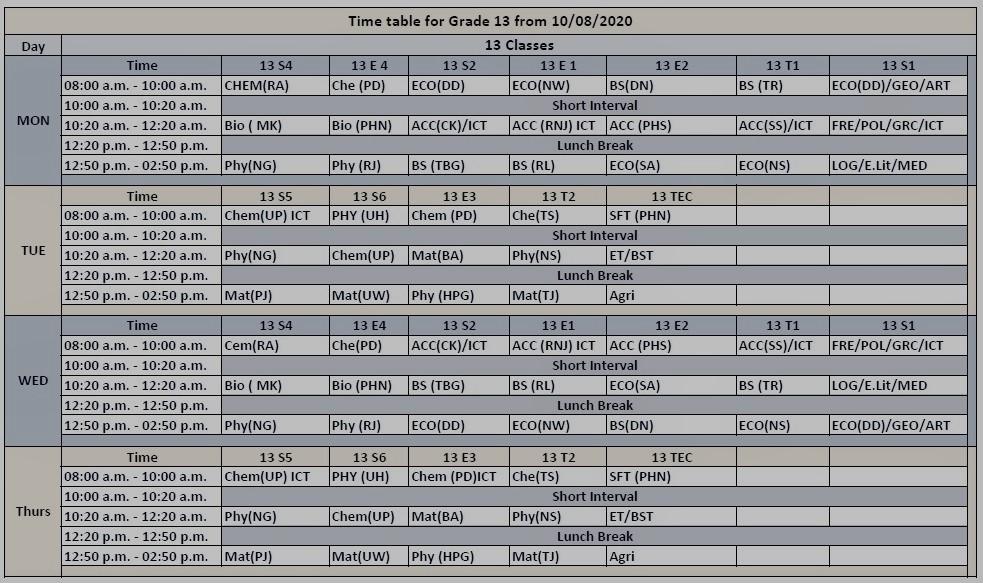 Time table for Grade 13 from 10/08/2020
Day 13 Classes
MON
Time 13 S4 13 E 4 13 S2 13 E 1 13 E2 13 T1 13 S1
08:00 a.m. - 10:00 a.m. CHEM(RA) Che (PD) ECO(DD) ECO(NW) BS(DN) BS (TR) ECO(DD)/GEO/ART
10:00 a.m. - 10:20 a.m. Short Interval
10:20 a.m. - 12:20 a.m. Bio ( MK) Bio (PHN) ACC(CK)/ICT ACC (RNJ) ICT ACC (PHS) ACC(SS)/ICT FRE/POL/GRC/ICT
12:20 p.m. - 12:50 p.m. Lunch Break
12:50 p.m. - 02:50 p.m. Phy(NG) Phy (RJ) BS (TBG) BS (RL) ECO(SA) ECO(NS) LOG/E.Lit/MED
TUE
Time 13 S5 13 S6 13 E3 13 T2 13 TEC
08:00 a.m. - 10:00 a.m. Chem(UP) ICT PHY (UH) Chem (PD) Che(TS) SFT (PHN)
10:00 a.m. - 10:20 a.m. Short Interval
10:20 a.m. - 12:20 a.m. Phy(NG) Chem(UP) Mat(BA) Phy(NS) ET/BST
12:20 p.m. - 12:50 p.m. Lunch Break
12:50 p.m. - 02:50 p.m. Mat(PJ) Mat(UW) Phy (HPG) Mat(TJ) Agri
WED
Time 13 S4 13 E4 13 S2 13 E1 13 E2 13 T1 13 S1
08:00 a.m. - 10:00 a.m. Cem(RA) Che(PD) ACC(CK)/ICT ACC (RNJ) ICT ACC (PHS) ACC(SS)/ICT FRE/POL/GRC/ICT
10:00 a.m. - 10:20 a.m. Short Interval
10:20 a.m. - 12:20 a.m. Bio ( MK) Bio (PHN) BS (TBG) BS (RL) ECO(SA) BS (TR) LOG/E.Lit/MED
12:20 p.m. - 12:50 p.m. Lunch Break
12:50 p.m. - 02:50 p.m. Phy(NG) Phy (RJ) ECO(DD) ECO(NW) BS(DN) ECO(NS) ECO(DD)/GEO/ART
Thurs
Time 13 S5 13 S6 13 E3 13 T2 13 TEC
08:00 a.m. - 10:00 a.m. Chem(UP) ICT PHY (UH) Chem (PD)ICT Che(TS) SFT (PHN)
10:00 a.m. - 10:20 a.m. Short Interval
10:20 a.m. - 12:20 a.m. Phy(NG) Chem(UP) Mat(BA) Phy(NS) ET/BST
12:20 p.m. - 12:50 p.m. Lunch Break
12:50 p.m. - 02:50 p.m. Mat(PJ) Mat(UW) Phy (HPG) Mat(TJ) Agri